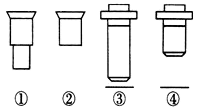 ① ② ③ ④